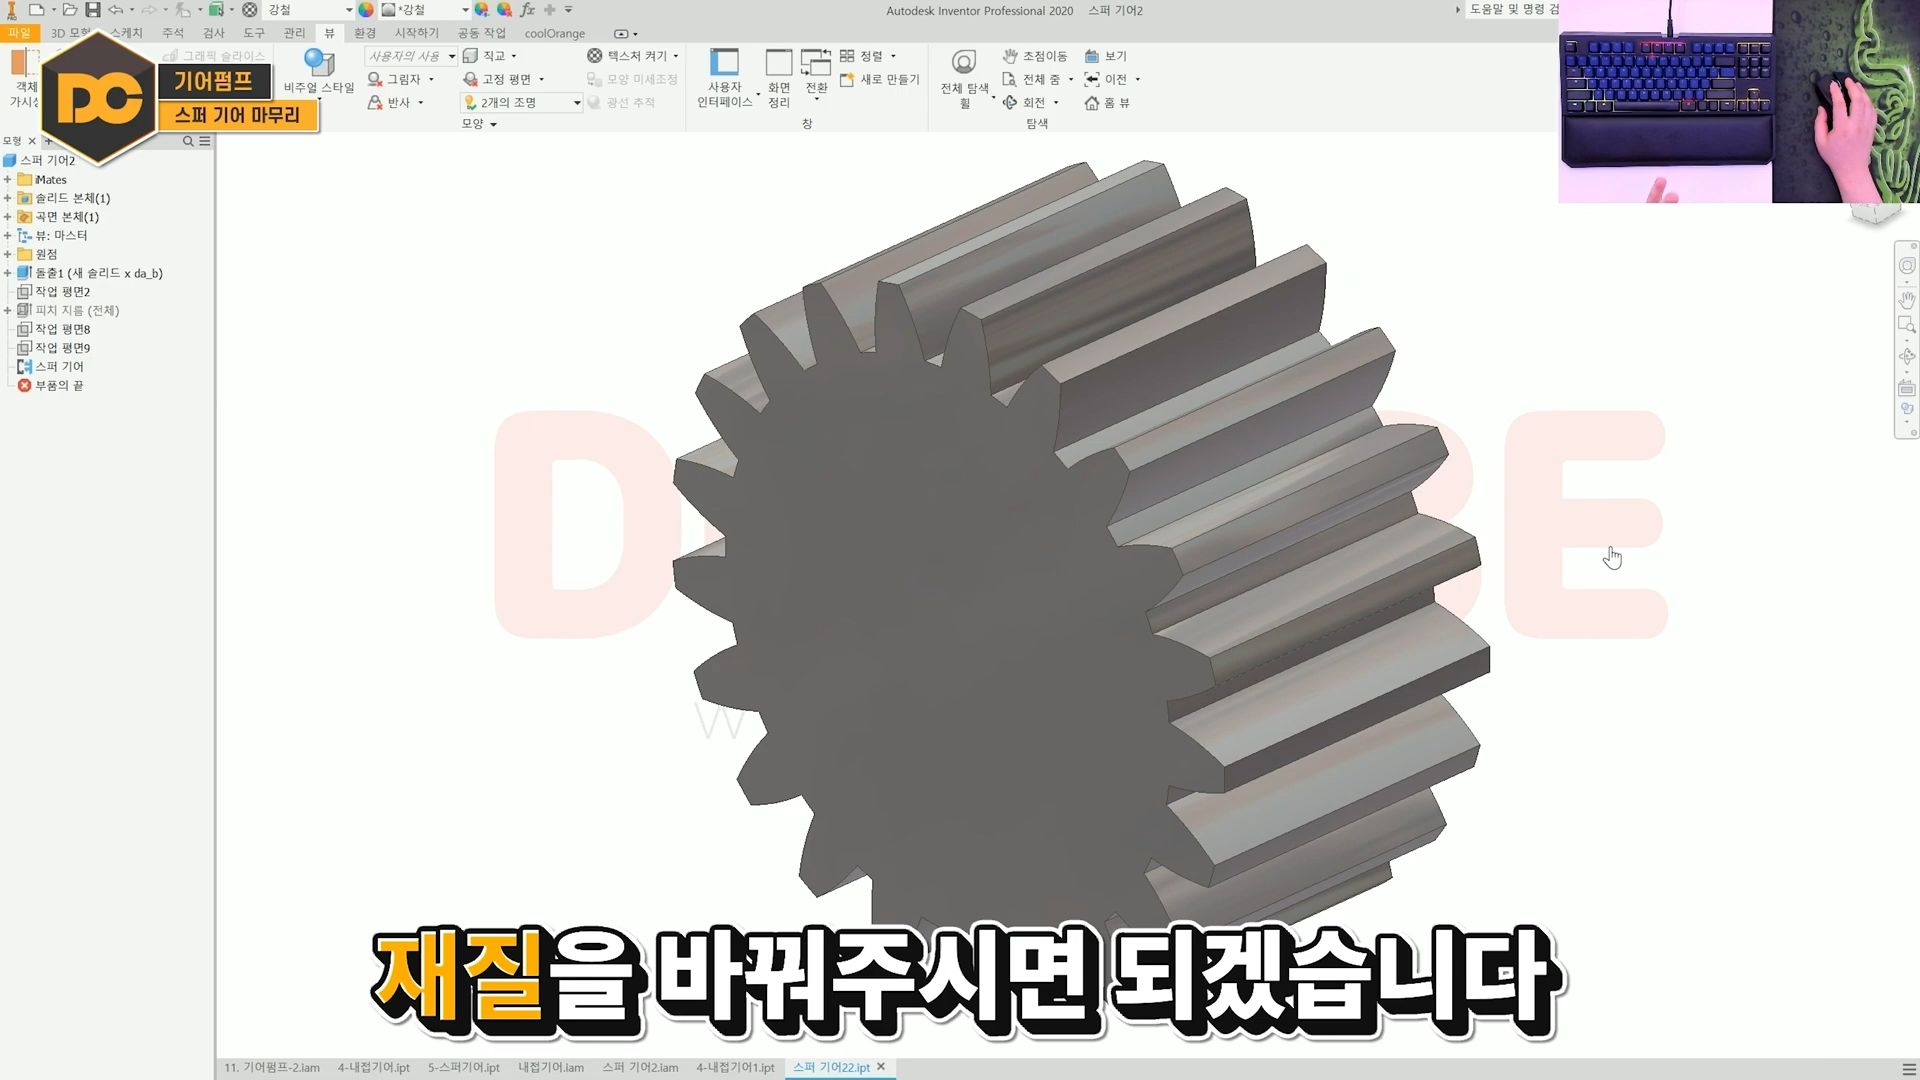 강철
*강철
fx
Autodesk Inventor Professional 2020 스퍼 기어2
도움말 및 명령 검
파일 3D 모형 스케치 주석 검사 도구 관리 뷰 환경 시작하기 공동 작업 coolOrange
그래픽 슬라이스
객체
가시성
비주얼 스타일
사용자의 사용
그림자
반사
직교
고정 평면
2개의 조명
텍스처 켜기
모양 미세조정
광선 추적
모양
사용자
인터페이스
화면
정리
전환
정렬
새로 만들기
창
전체 탐색
휠
초점이동
전체 줌
회전
보기
이전
홈 뷰
탐색
DC
기어펌프
스퍼 기어 마무리
모형
스퍼 기어2
iMates
솔리드 본체(1)
곡면 본체(1)
뷰: 마스터
원점
돌출1 (새 솔리드 x da_b)
작업 평면2
피치 지름 (전체)
작업 평면8
작업 평면9
스퍼 기어
부품의 끝
재질을 바꿔주시면 되겠습니다
11. 기어펌프-2.iam 4-내접기어.ipt 5-스퍼기어.ipt 내접기어.iam 스퍼 기어2.iam 4-내접기어1.ipt 스퍼 기어22.ipt